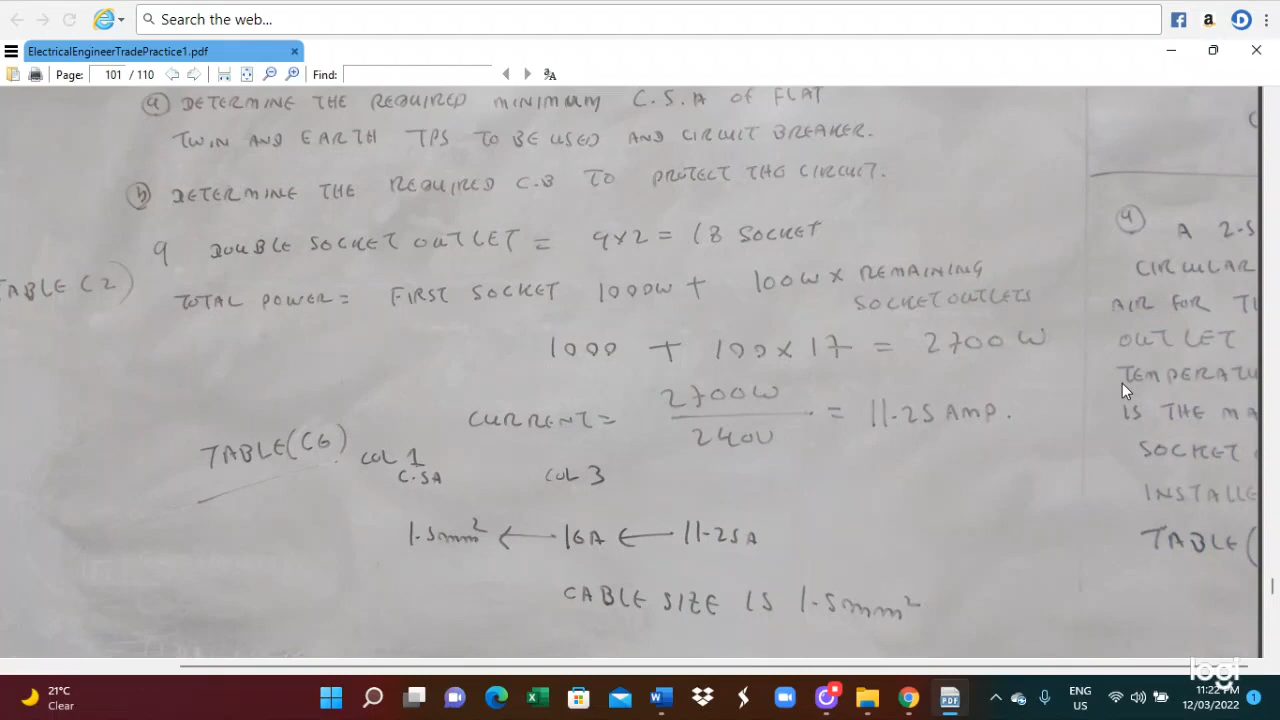 Search the web...
ElectricalEngineerTradePractice1.pdf
Page: 101 / 110 Find:
(a) DETERMINE THE REQUIRED MINIMUM C.S.A OF FLAT
TWIN AND EARTH TPS TO BE USED AND CIRCUIT BREAKER.
(b) DETERMINE THE REQUIRED C.B TO PROTECT THE CIRCUIT.
9 DOUBLE SOCKET OUTLET = 9x2 = 18 SOCKET
TABLE C2)
TOTAL POWER = FIRST SOCKET 1000W + 100W x REMAINING
SOCKET OUTLETS
1000 + 100 x 17 = 2700 W
CURRENT = 2700W
240V
= 11.25 AMP.
TABLE (C6) COL 1
C.SA
COL 3
1.5mm² ← 16A ← 11.25A
CABLE SIZE IS 1.5mm²
(4)
A 2-S
CIRCULAR
AIR FOR TI
OUTLET
TEMPERATU
IS THE MA
SOCKET
INSTALLE
TABLE (
logi
21°C
Clear
ENG
US
11:22 PM
12/03/2022